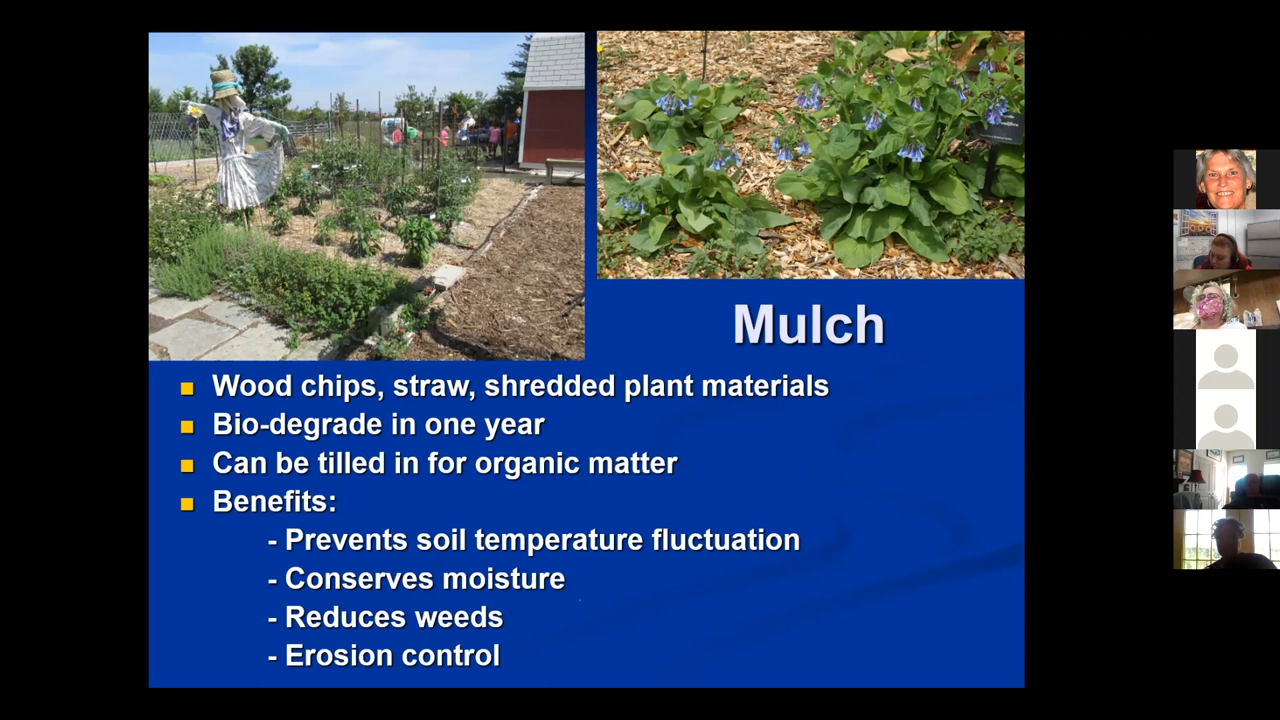 Mulch
Wood chips, straw, shredded plant materials
Bio-degrade in one year
Can be tilled in for organic matter
Benefits:
- Prevents soil temperature fluctuation
- Conserves moisture
- Reduces weeds
- Erosion control